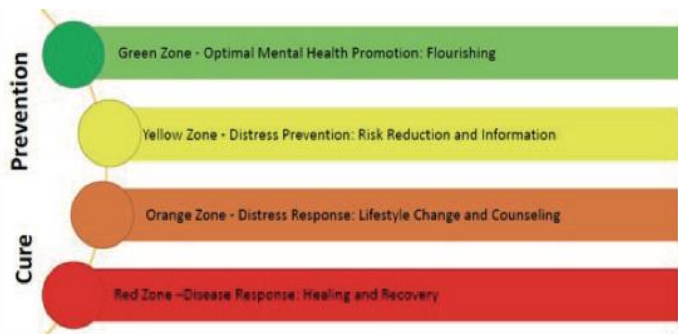 Prevention
Green Zone - Optimal Mental Health Promotion: Flourishing
Yellow Zone - Distress Prevention: Risk Reduction and Information
Cure
Orange Zone - Distress Response: Lifestyle Change and Counseling
Red Zone –Disease Response: Healing and Recovery